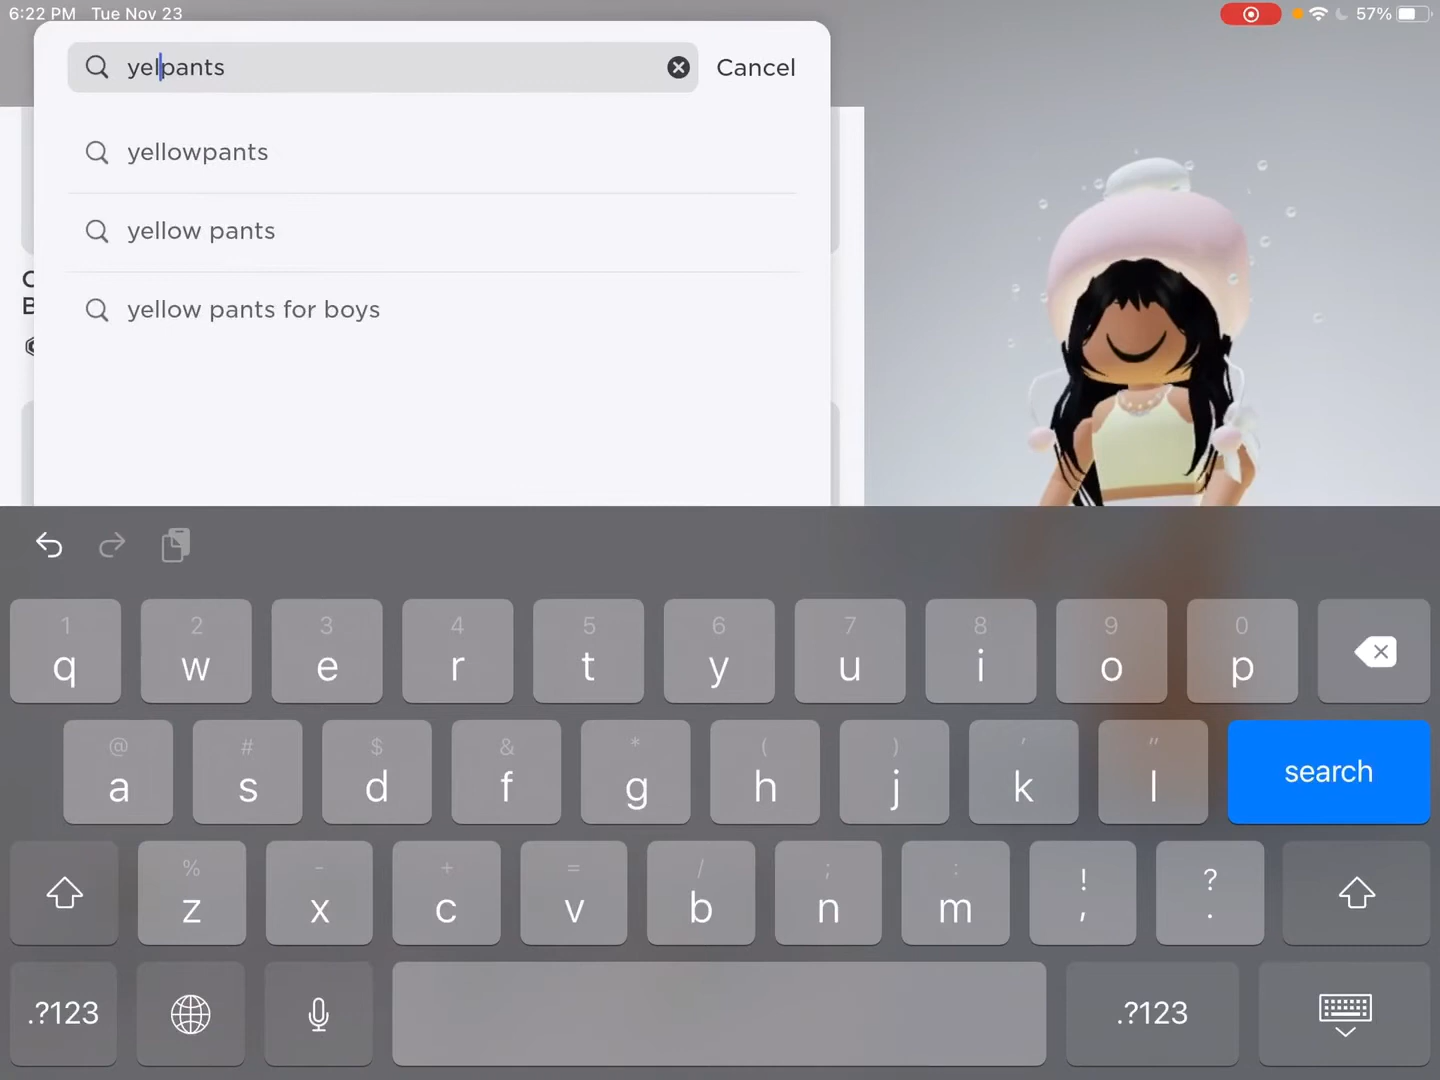 6:22 PM Tue Nov 23
57%
yelpants
Cancel
yellowpants
yellow pants
yellow pants for boys
C
B
1 2 3 4 5 6 7 8 9 0
q w e r t y u i o p
@ # $ & * ( ) ' "
a s d f g h j k l search
% - + = / ; : ! ?
z x c v b n m , .
.?123 .?123